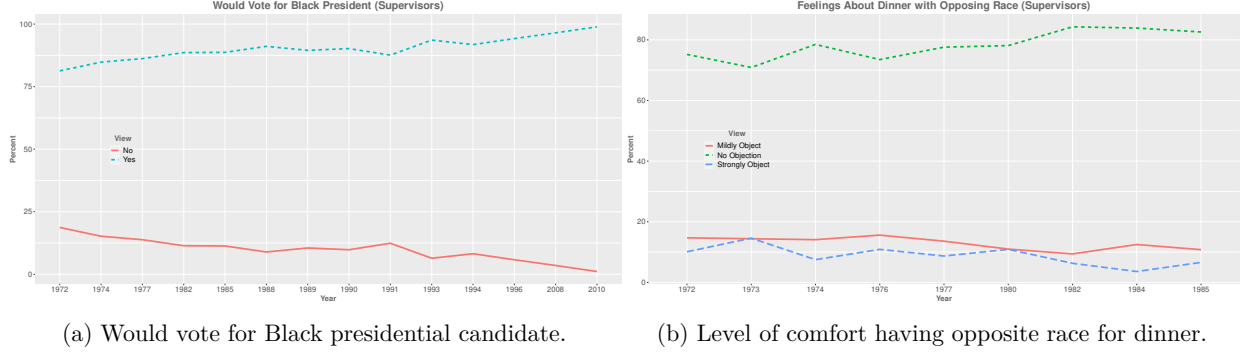 Would Vote for Black President (Supervisors)
100
75
50
25
0
Percent
View
No
Yes
1972 1974 1977 1982 1985 1988 1989 1990 1991 1993 1994 1996 2008 2010
Year
(a) Would vote for Black presidential candidate.
Feelings About Dinner with Opposing Race (Supervisors)
80
60
40
20
0
Percent
View
Mildly Object
No Objection
Strongly Object
1972 1973 1974 1976 1977 1980 1982 1984 1985
Year
(b) Level of comfort having opposite race for dinner.